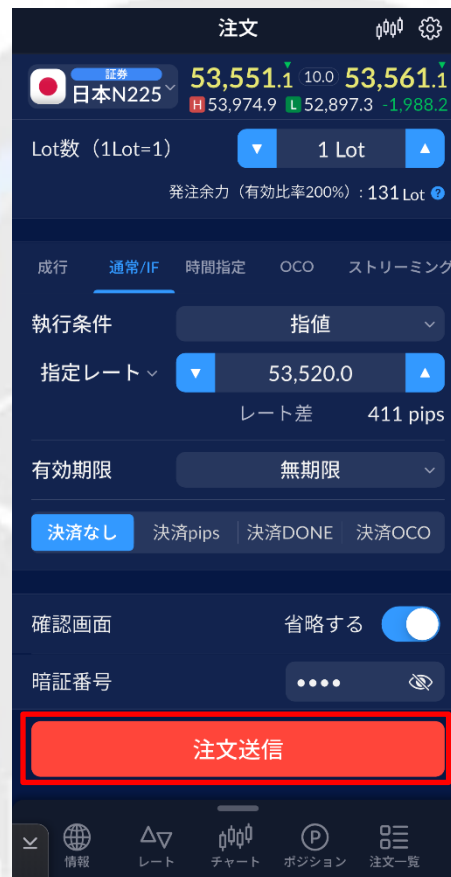 注文
証券
日本N225
53,551.1 10.0 53,561.1
H 53,974.9 L 52,897.3 -1,988.2
Lot数（1Lot=1）
1 Lot
発注余力（有効比率200%）: 131 Lot ?
成行 通常/IF 時間指定 OCO ストリーミング
執行条件 指値
指定レート 53,520.0
レート差 411 pips
有効期限 無期限
決済なし 決済pips 決済DONE 決済OCO
確認画面 省略する
暗証番号 ••••
注文送信
情報 レート チャート P ポジション 注文一覧